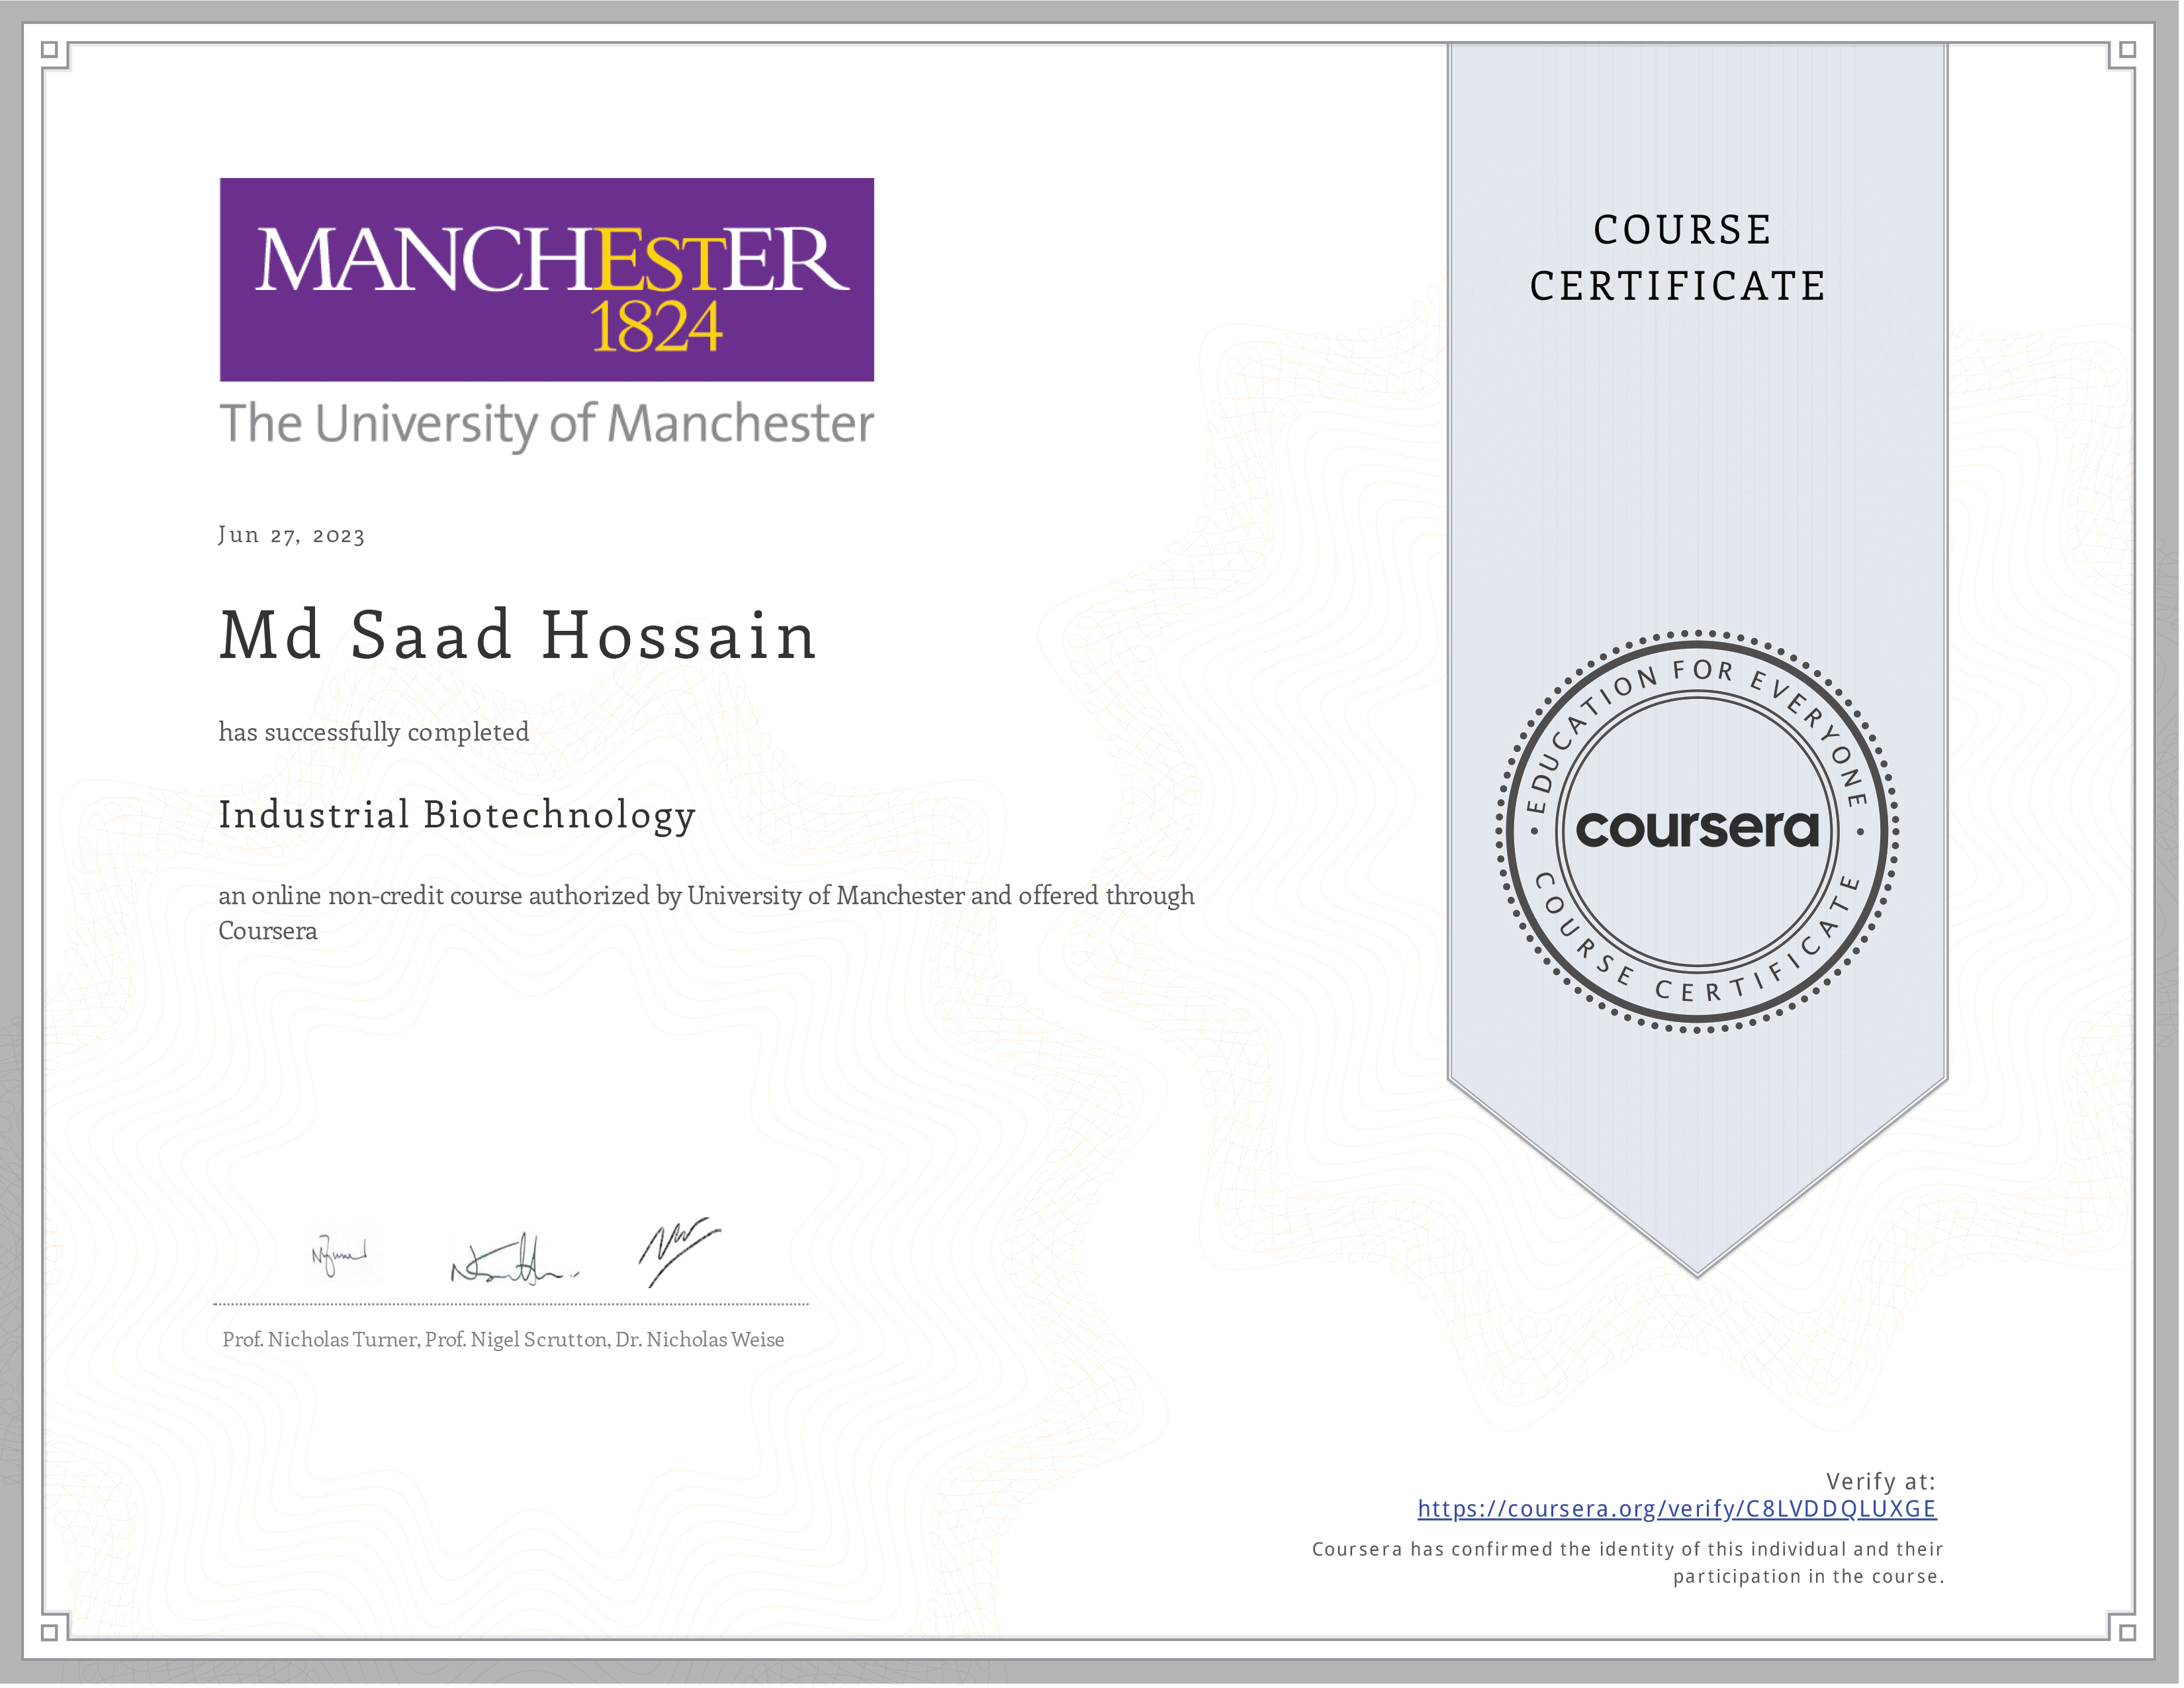 MANCHEsTER
1824
The University of Manchester
Jun 27, 2023
Md Saad Hossain
has successfully completed
Industrial Biotechnology
an online non-credit course authorized by University of Manchester and offered through
Coursera
Prof. Nicholas Turner, Prof. Nigel Scrutton, Dr. Nicholas Weise
COURSE
CERTIFICATE
EDUCATION FOR EVERYONE
coursera
COURSE CERTIFICATE
Verify at:
https://coursera.org/verify/C8LVDDQLUXGE
Coursera has confirmed the identity of this individual and their
participation in the course.